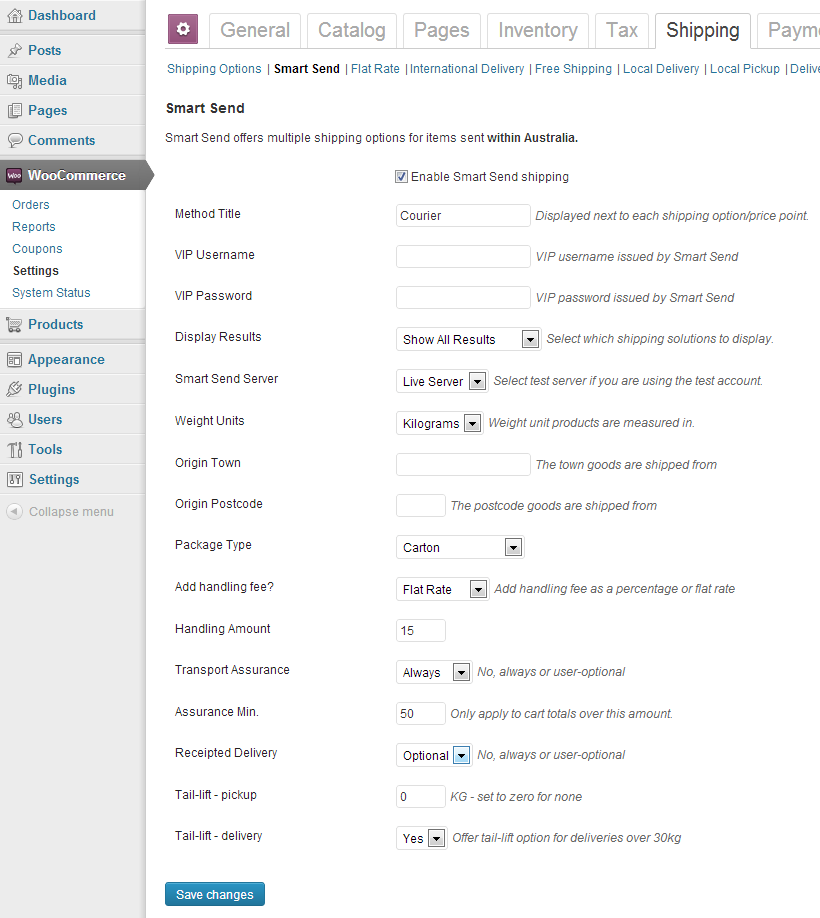 Dashboard
Posts
Media
Pages
Comments
WooCommerce
Orders
Reports
Coupons
Settings
System Status
Products
Appearance
Plugins
Users
Tools
Settings
Collapse menu
General Catalog Pages Inventory Tax Shipping Paym
Shipping Options | Smart Send | Flat Rate | International Delivery | Free Shipping | Local Delivery | Local Pickup | Delive
Smart Send
Smart Send offers multiple shipping options for items sent within Australia.
Enable Smart Send shipping
Method Title Courier Displayed next to each shipping option/price point.
VIP Username VIP username issued by Smart Send
VIP Password VIP password issued by Smart Send
Display Results Show All Results Select which shipping solutions to display.
Smart Send Server Live Server Select test server if you are using the test account.
Weight Units Kilograms Weight unit products are measured in.
Origin Town The town goods are shipped from
Origin Postcode The postcode goods are shipped from
Package Type Carton
Add handling fee? Flat Rate Add handling fee as a percentage or flat rate
Handling Amount 15
Transport Assurance Always No, always or user-optional
Assurance Min. 50 Only apply to cart totals over this amount.
Receipted Delivery Optional No, always or user-optional
Tail-lift - pickup 0 KG - set to zero for none
Tail-lift - delivery Yes Offer tail-lift option for deliveries over 30kg
Save changes